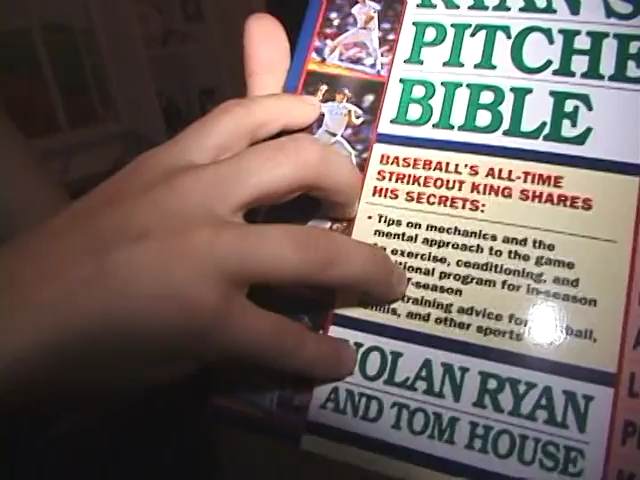 RYAN'S
PITCHE
BIBLE
BASEBALL'S ALL-TIME
STRIKEOUT KING SHARES
HIS SECRETS:
• Tips on mechanics and the
mental approach to the game
exercise, conditioning, and
tional program for in-season
-season
training advice for
and other sports
NOLAN RYAN
AND TOM HOUSE